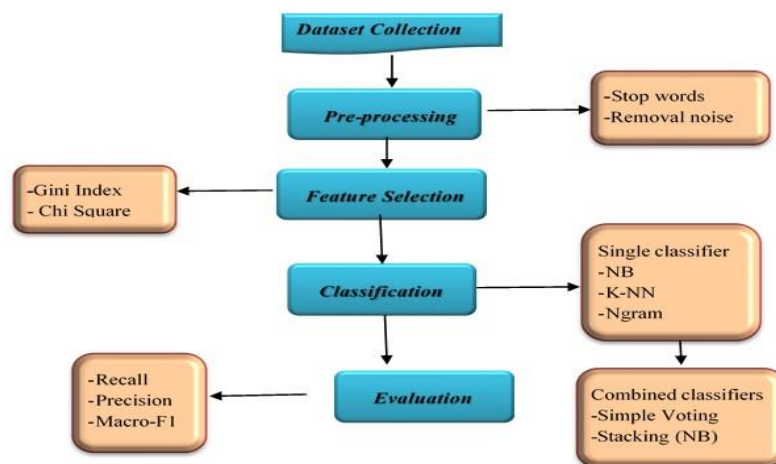 Dataset Collection
Pre-processing
-Stop words
-Removal noise
Feature Selection
-Gini Index
- Chi Square
Classification
Single classifier
-NB
-K-NN
-Ngram
Combined classifiers
-Simple Voting
-Stacking (NB)
Evaluation
-Recall
-Precision
-Macro-F1